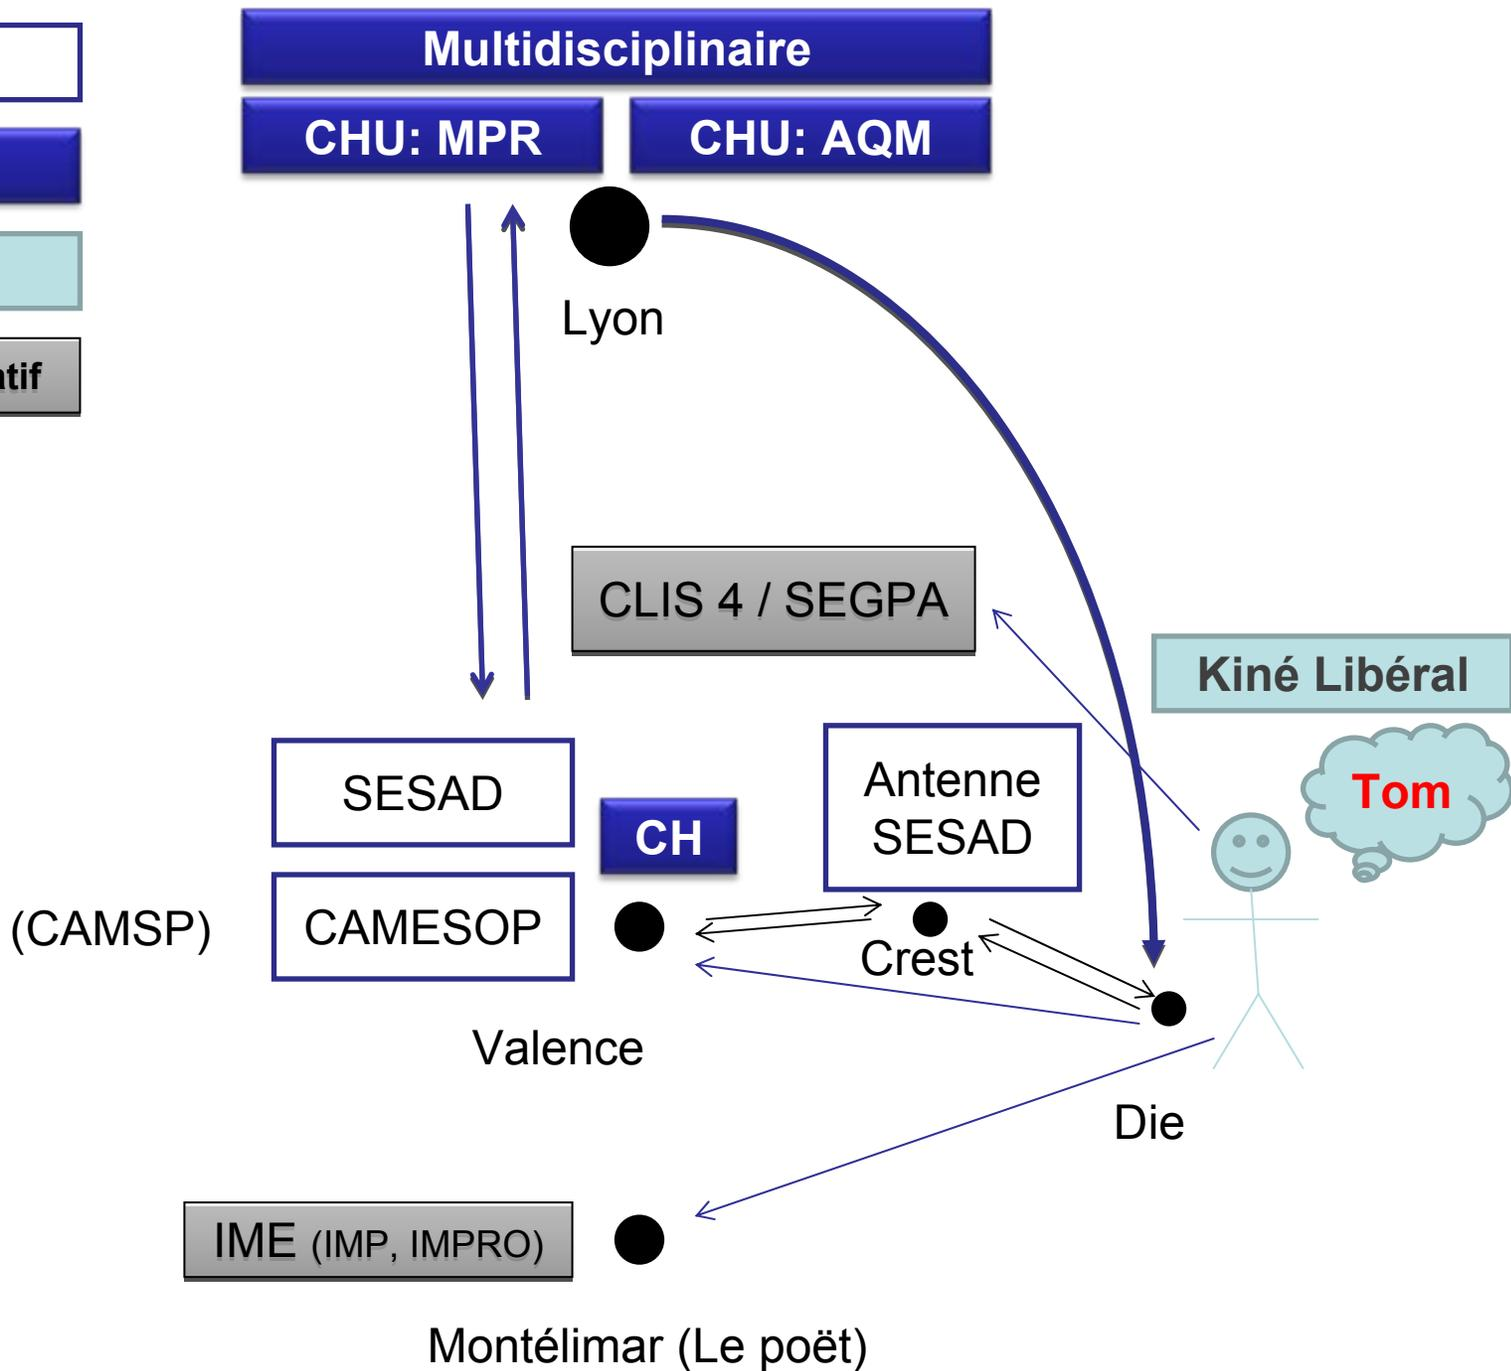 Multidisciplinaire
CHU: MPR
CHU: AQM
Lyon
CLIS 4 / SEGPA
Kiné Libéral
Tom
SESAD
Antenne
SESAD
CH
(CAMSP)
CAMESOP
Crest
Valence
Die
IME (IMP, IMPRO)
Montélimar (Le poët)